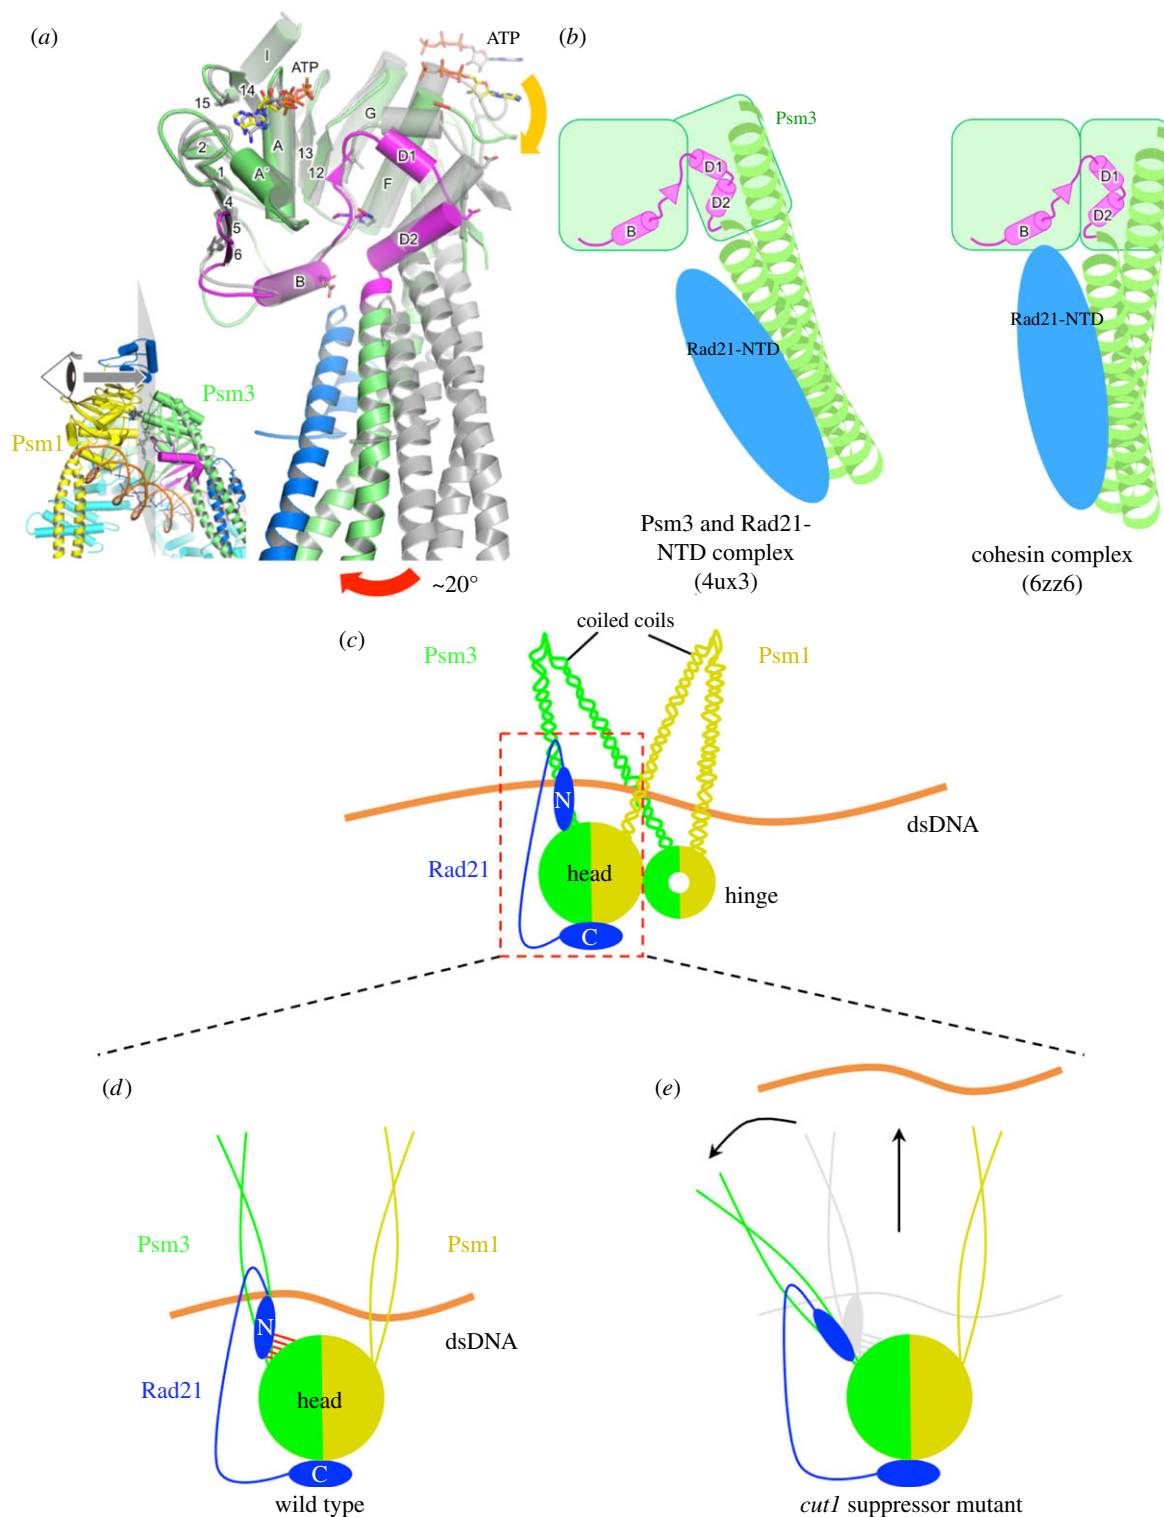 (a)
ATP
I
ATP
14
15
G
2
A
13
D1
1
A'
12
F
4
5
D2
6
B
Psm3
Psm1
~20°
(b)
Psm3
D1
D2
B
Rad21-NTD
Psm3 and Rad21-
NTD complex
(4ux3)
D1
D2
B
Rad21-NTD
cohesin complex
(6zz6)
(c)
coiled coils
Psm3
Psm1
N
dsDNA
Rad21
head
hinge
C
(d)
Psm3
Psm1
N
dsDNA
Rad21
head
C
wild type
(e)
cut1 suppressor mutant